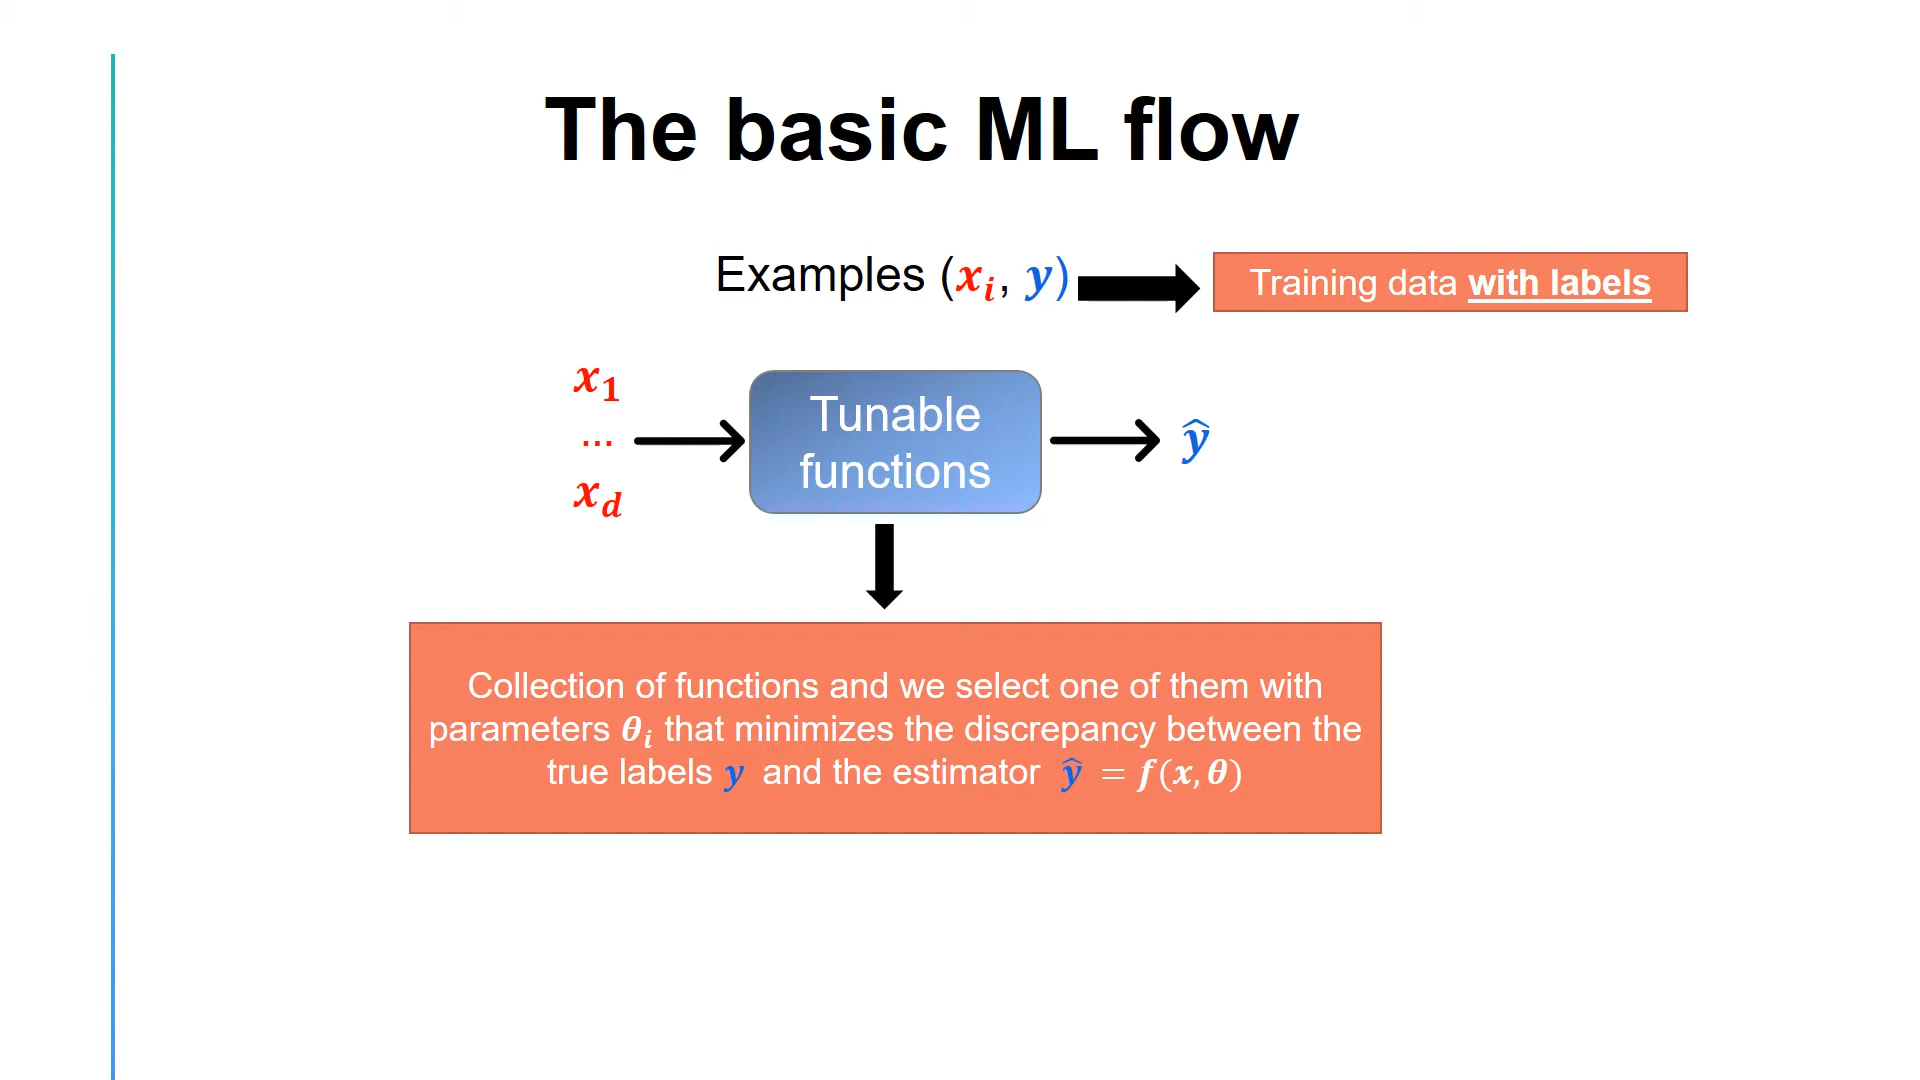 The basic ML flow
Examples (xᵢ, y)
Training data with labels
x₁
...
x_d
Tunable
functions
ŷ
Collection of functions and we select one of them with
parameters θᵢ that minimizes the discrepancy between the
true labels y and the estimator ŷ = f(x, θ)